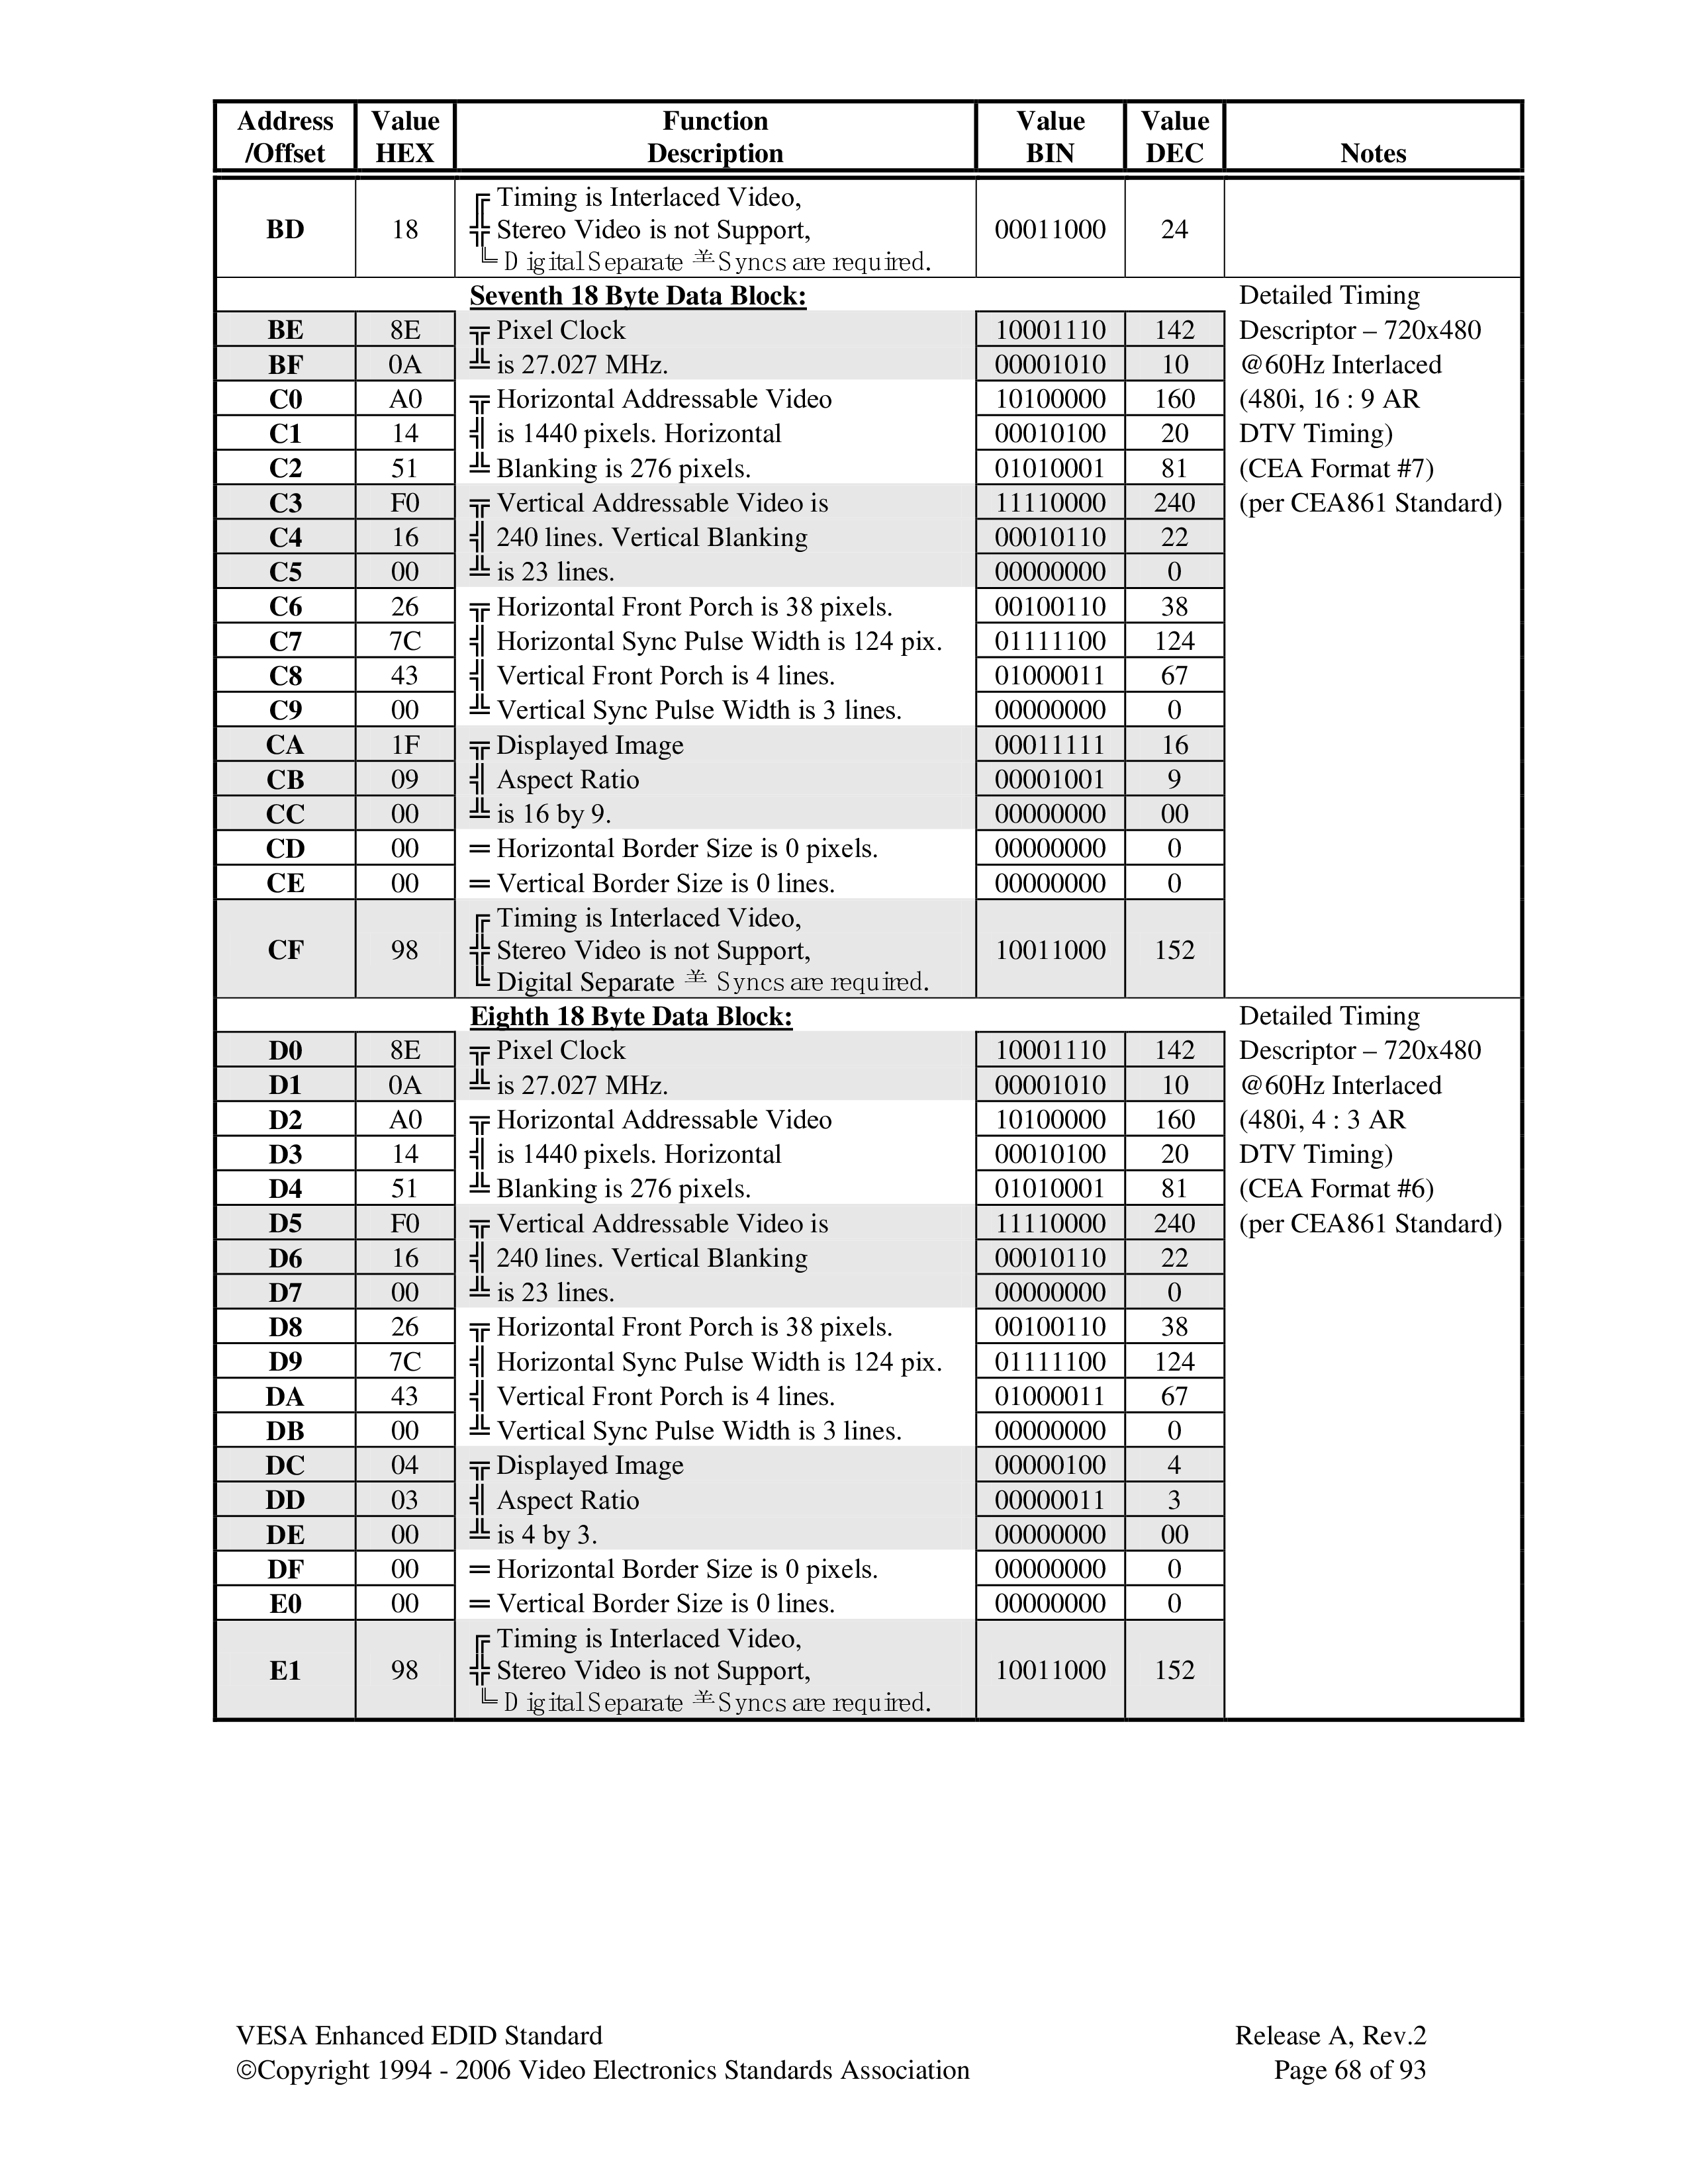 Address /Offset | Value HEX | Function Description | Value BIN | Value DEC | Notes
BD | 18 | ╔ Timing is Interlaced Video, | 00011000 | 24
╬ Stereo Video is not Support,
╚ Digital Separate Syncs are required.
Seventh 18 Byte Data Block: | Detailed Timing
BE | 8E | ╦ Pixel Clock | 10001110 | 142 | Descriptor – 720x480
BF | 0A | ╩ is 27.027 MHz. | 00001010 | 10 | @60Hz Interlaced
C0 | A0 | ╦ Horizontal Addressable Video | 10100000 | 160 | (480i, 16 : 9 AR
C1 | 14 | ╣ is 1440 pixels. Horizontal | 00010100 | 20 | DTV Timing)
C2 | 51 | ╩ Blanking is 276 pixels. | 01010001 | 81 | (CEA Format #7)
C3 | F0 | ╦ Vertical Addressable Video is | 11110000 | 240 | (per CEA861 Standard)
C4 | 16 | ╣ 240 lines. Vertical Blanking | 00010110 | 22
C5 | 00 | ╩ is 23 lines. | 00000000 | 0
C6 | 26 | ╦ Horizontal Front Porch is 38 pixels. | 00100110 | 38
C7 | 7C | ╣ Horizontal Sync Pulse Width is 124 pix. | 01111100 | 124
C8 | 43 | ╣ Vertical Front Porch is 4 lines. | 01000011 | 67
C9 | 00 | ╩ Vertical Sync Pulse Width is 3 lines. | 00000000 | 0
CA | 1F | ╦ Displayed Image | 00011111 | 16
CB | 09 | ╣ Aspect Ratio | 00001001 | 9
CC | 00 | ╩ is 16 by 9. | 00000000 | 00
CD | 00 | ═ Horizontal Border Size is 0 pixels. | 00000000 | 0
CE | 00 | ═ Vertical Border Size is 0 lines. | 00000000 | 0
CF | 98 | ╔ Timing is Interlaced Video, | 10011000 | 152
╬ Stereo Video is not Support,
╚ Digital Separate Syncs are required.
Eighth 18 Byte Data Block: | Detailed Timing
D0 | 8E | ╦ Pixel Clock | 10001110 | 142 | Descriptor – 720x480
D1 | 0A | ╩ is 27.027 MHz. | 00001010 | 10 | @60Hz Interlaced
D2 | A0 | ╦ Horizontal Addressable Video | 10100000 | 160 | (480i, 4 : 3 AR
D3 | 14 | ╣ is 1440 pixels. Horizontal | 00010100 | 20 | DTV Timing)
D4 | 51 | ╩ Blanking is 276 pixels. | 01010001 | 81 | (CEA Format #6)
D5 | F0 | ╦ Vertical Addressable Video is | 11110000 | 240 | (per CEA861 Standard)
D6 | 16 | ╣ 240 lines. Vertical Blanking | 00010110 | 22
D7 | 00 | ╩ is 23 lines. | 00000000 | 0
D8 | 26 | ╦ Horizontal Front Porch is 38 pixels. | 00100110 | 38
D9 | 7C | ╣ Horizontal Sync Pulse Width is 124 pix. | 01111100 | 124
DA | 43 | ╣ Vertical Front Porch is 4 lines. | 01000011 | 67
DB | 00 | ╩ Vertical Sync Pulse Width is 3 lines. | 00000000 | 0
DC | 04 | ╦ Displayed Image | 00000100 | 4
DD | 03 | ╣ Aspect Ratio | 00000011 | 3
DE | 00 | ╩ is 4 by 3. | 00000000 | 00
DF | 00 | ═ Horizontal Border Size is 0 pixels. | 00000000 | 0
E0 | 00 | ═ Vertical Border Size is 0 lines. | 00000000 | 0
E1 | 98 | ╔ Timing is Interlaced Video, | 10011000 | 152
╬ Stereo Video is not Support,
╚ Digital Separate Syncs are required.
VESA Enhanced EDID Standard | Release A, Rev.2
©Copyright 1994 - 2006 Video Electronics Standards Association | Page 68 of 93